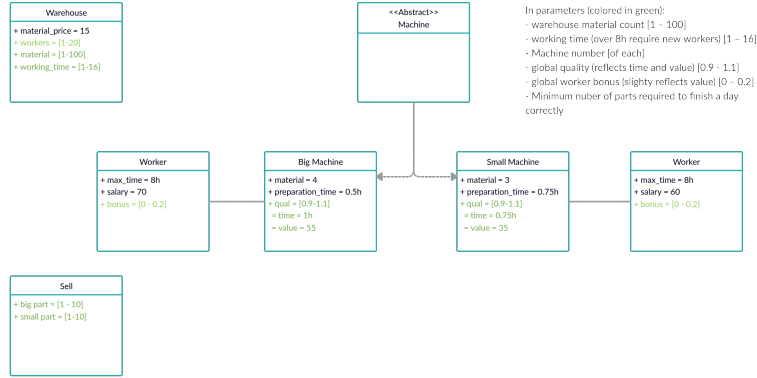 Warehouse
+ material_price = 15
+ workers = [1-20]
+ material = [1-100]
+ working_time = [1-16]
<<Abstract>>
Machine
In parameters (colored in green):
- warehouse material count [1 – 100]
- working time (over 8h require new workers) [1 – 16]
- Machine number [of each]
- global quality (reflects time and value) [0.9 - 1.1]
- global worker bonus (slighty reflects value) [0 – 0.2]
- Minimum nuber of parts required to finish a day
correctly
Worker
+ max_time = 8h
+ salary = 70
+ bonus = [0 - 0.2]
Big Machine
+ material = 4
+ preparation_time = 0.5h
+ qual = [0.9-1.1]
= time = 1h
= value = 55
Small Machine
+ material = 3
+ preparation_time = 0.75h
+ qual = [0.9-1.1]
= time = 0.75h
= value = 35
Worker
+ max_time = 8h
+ salary = 60
+ bonus = [0 - 0.2]
Sell
+ big part = [1 - 10]
+ small part = [1-10]